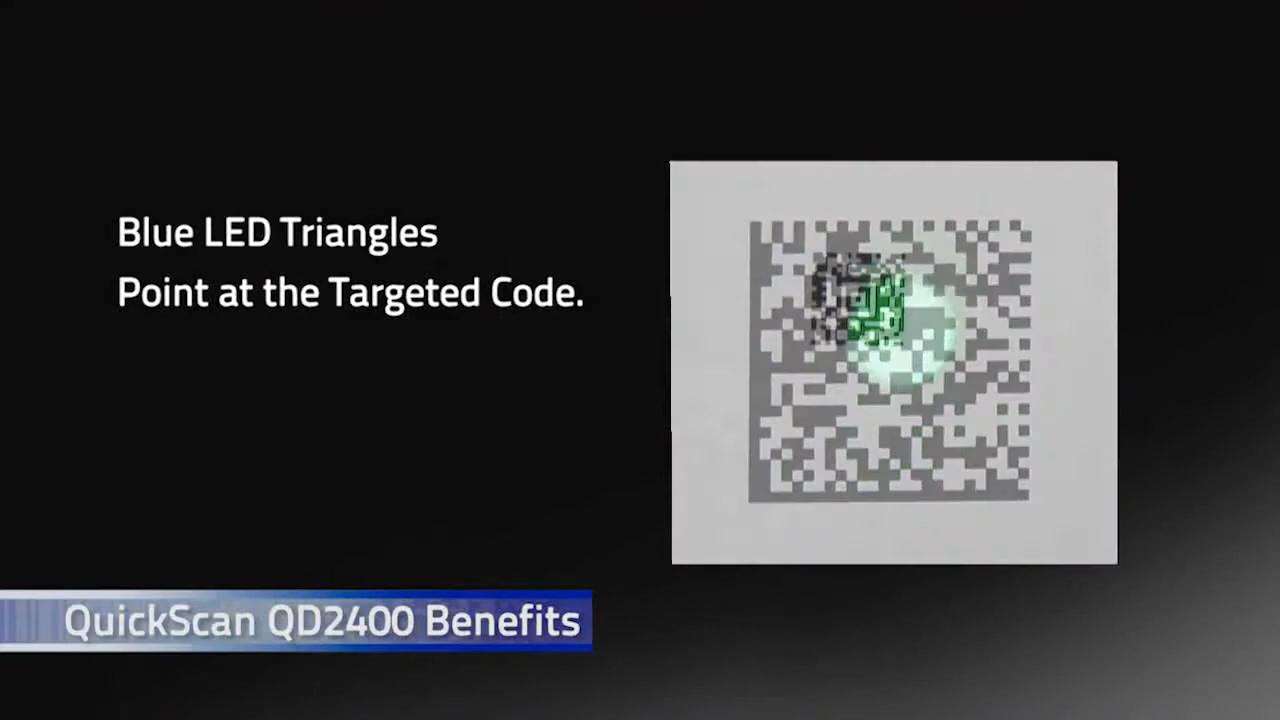 Blue LED Triangles
Point at the Targeted Code.
QuickScan QD2400 Benefits